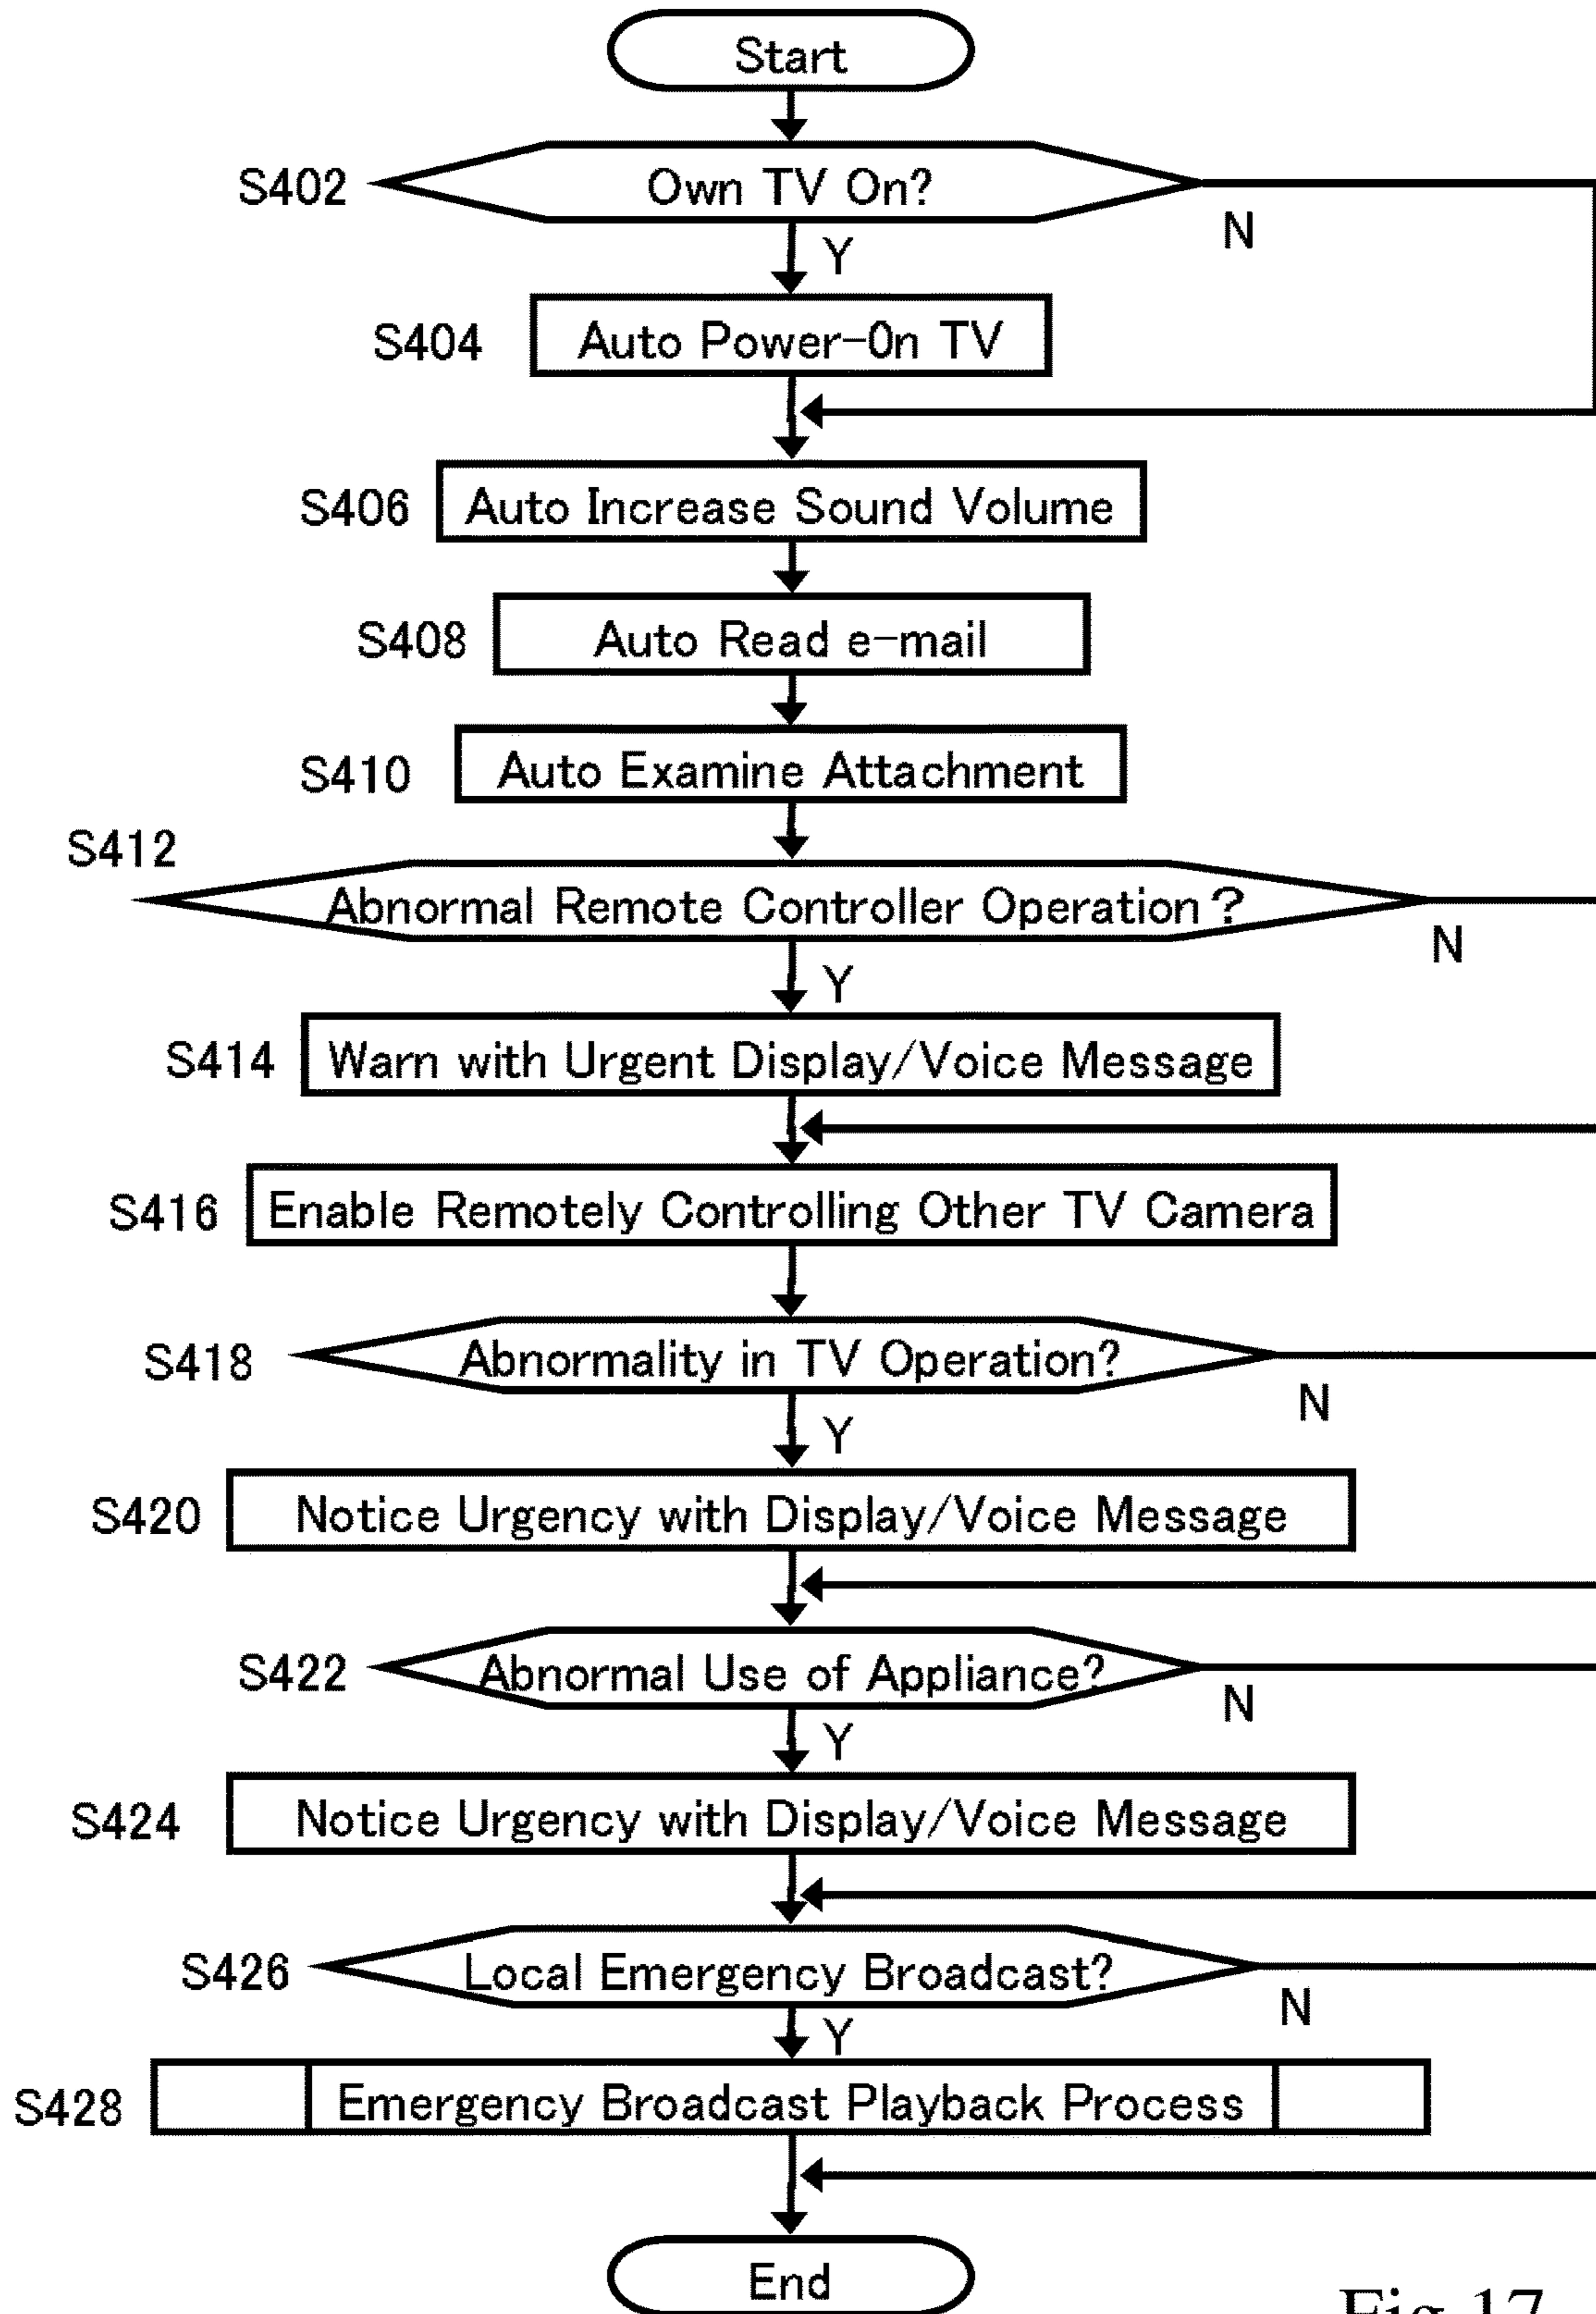 Start
S402 Own TV On?
N
Y
S404 Auto Power-0n TV
S406 Auto Increase Sound Volume
S408 Auto Read e-mail
S410 Auto Examine Attachment
S412 Abnormal Remote Controller Operation?
N
Y
S414 Warn with Urgent Display/Voice Message
S416 Enable Remotely Controlling Other TV Camera
S418 Abnormality in TV Operation?
N
Y
S420 Notice Urgency with Display/Voice Message
S422 Abnormal Use of Appliance?
N
Y
S424 Notice Urgency with Display/Voice Message
S426 Local Emergency Broadcast?
N
Y
S428 Emergency Broadcast Playback Process
End
Fig.17